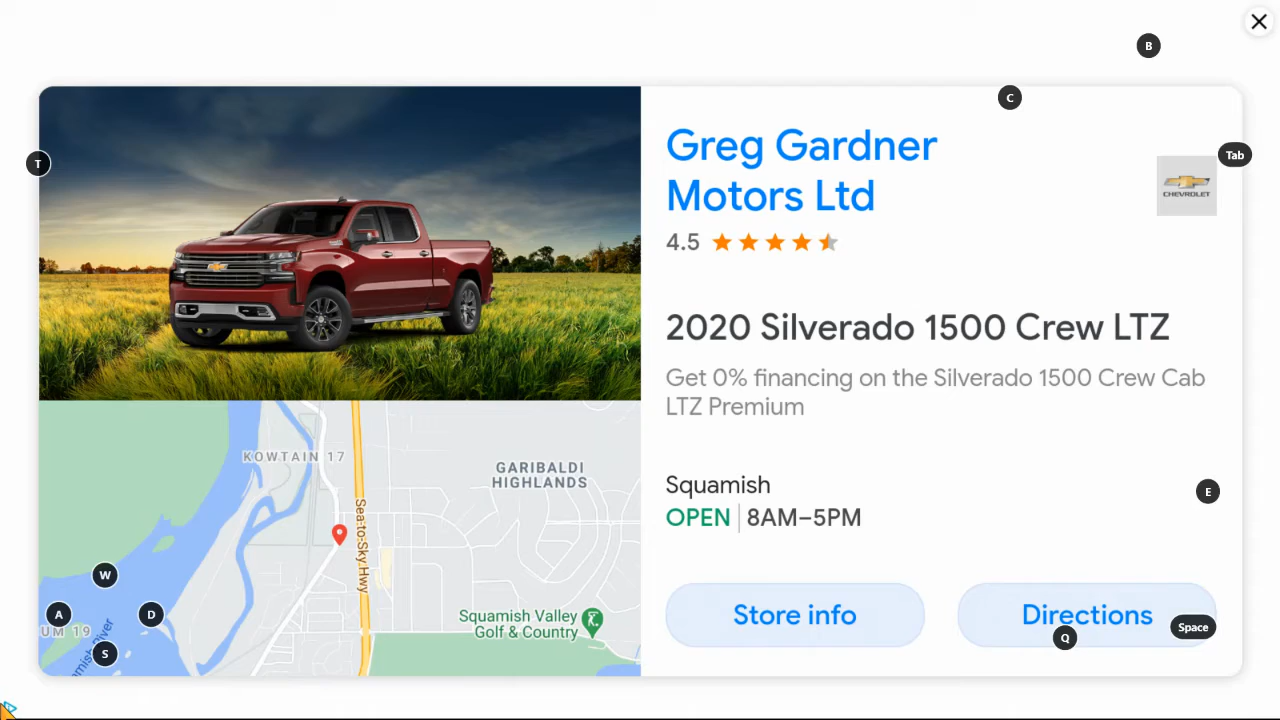 B
C
T
Tab
Greg Gardner
Motors Ltd
CHEVROLET
4.5
2020 Silverado 1500 Crew LTZ
Get 0% financing on the Silverado 1500 Crew Cab
LTZ Premium
KOWTAIN 17
GARIBALDI
HIGHLANDS
Sea to Sky Hwy
Squamish
OPEN 8AM–5PM
E
W
A
D
S
UM 19
Squamish Valley
Golf & Country
Store info
Directions
Q
Space